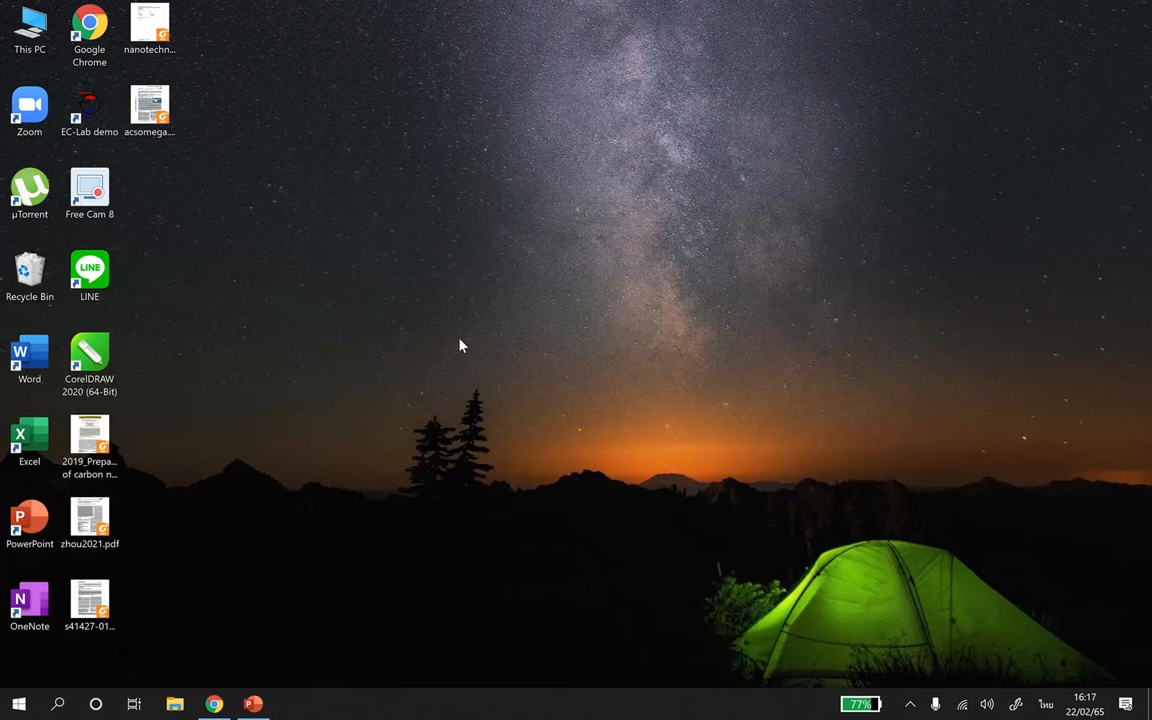 This PC
Google
Chrome
nanotechn...
Zoom
EC-Lab demo
acsomega....
µTorrent
Free Cam 8
Recycle Bin
LINE
Word
CorelDRAW
2020 (64-Bit)
Excel
2019_Prepa...
of carbon n...
PowerPoint
zhou2021.pdf
OneNote
s41427-01...
77%
ไทย
16:17
22/02/65